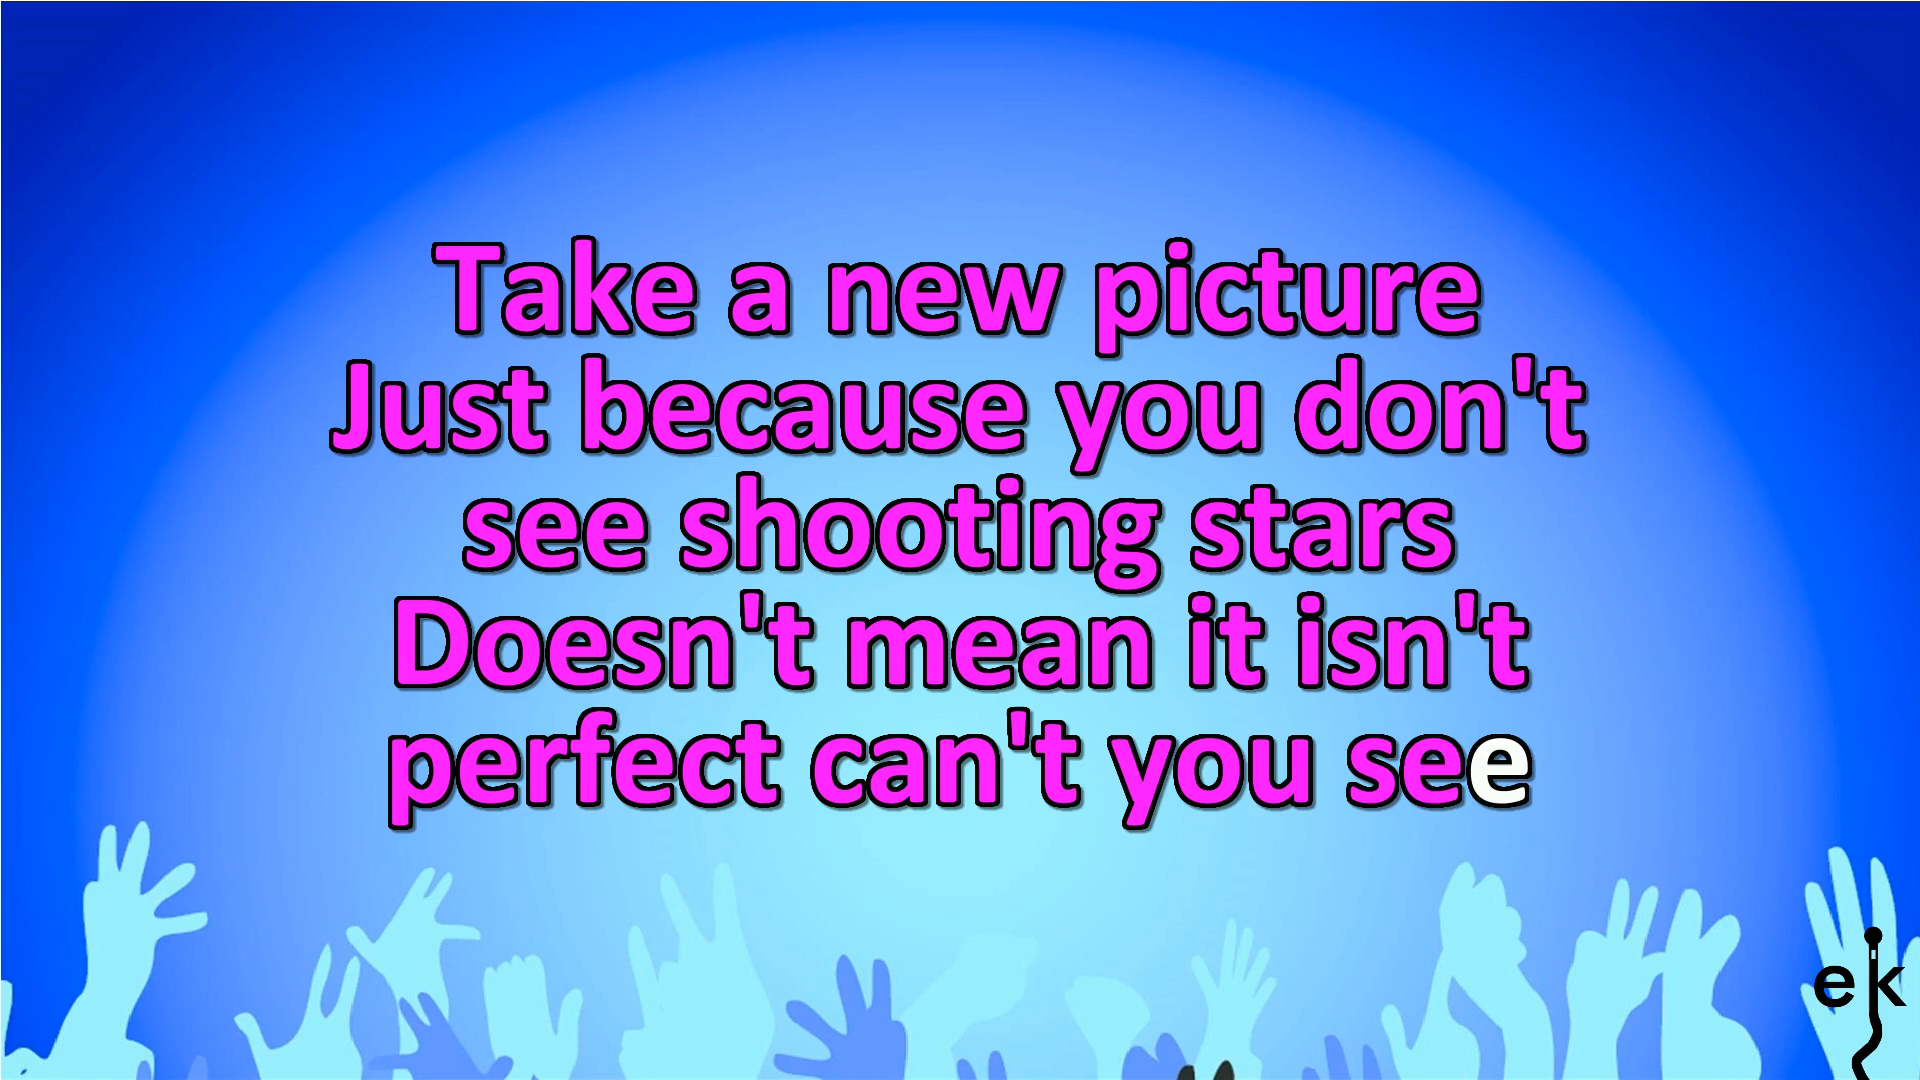 Take a new picture
Just because you don't
see shooting stars
Doesn't mean it isn't
perfect can't you see
ek